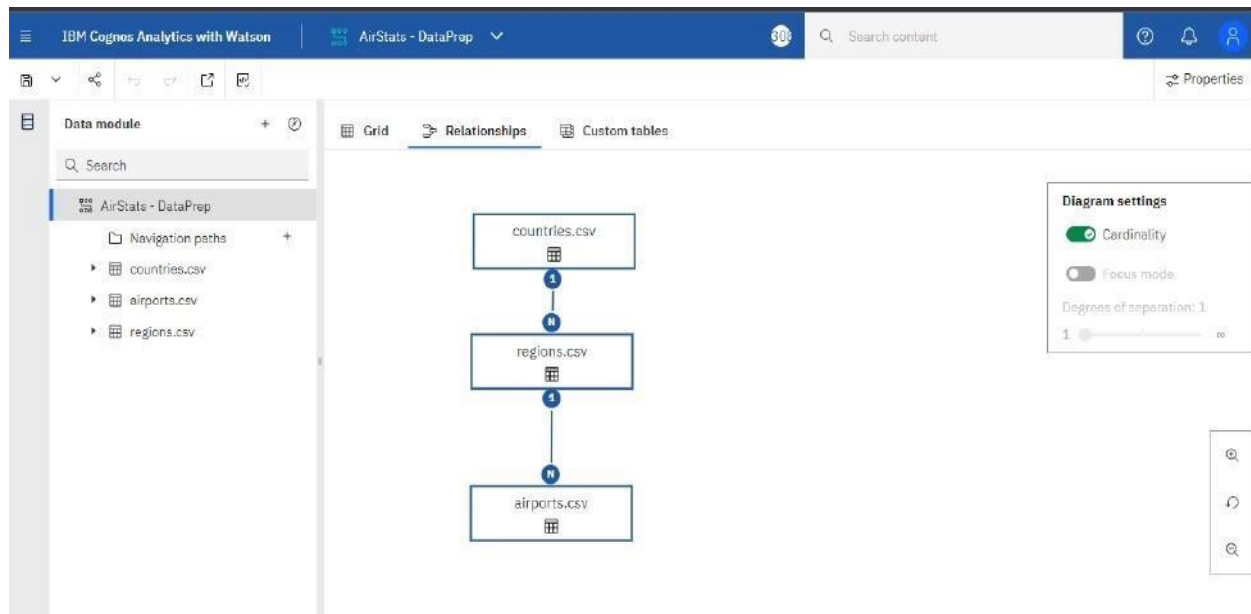 IBM Cognos Analytics with Watson
AirStats - DataPrep
Search content
Properties
Data module
Search
AirStats - DataPrep
Navigation paths
countries.csv
airports.csv
regions.csv
Grid
Relationships
Custom tables
countries.csv
1
N
regions.csv
1
N
airports.csv
Diagram settings
Cardinality
Focus mode
Degrees of separation: 1
1 ∞